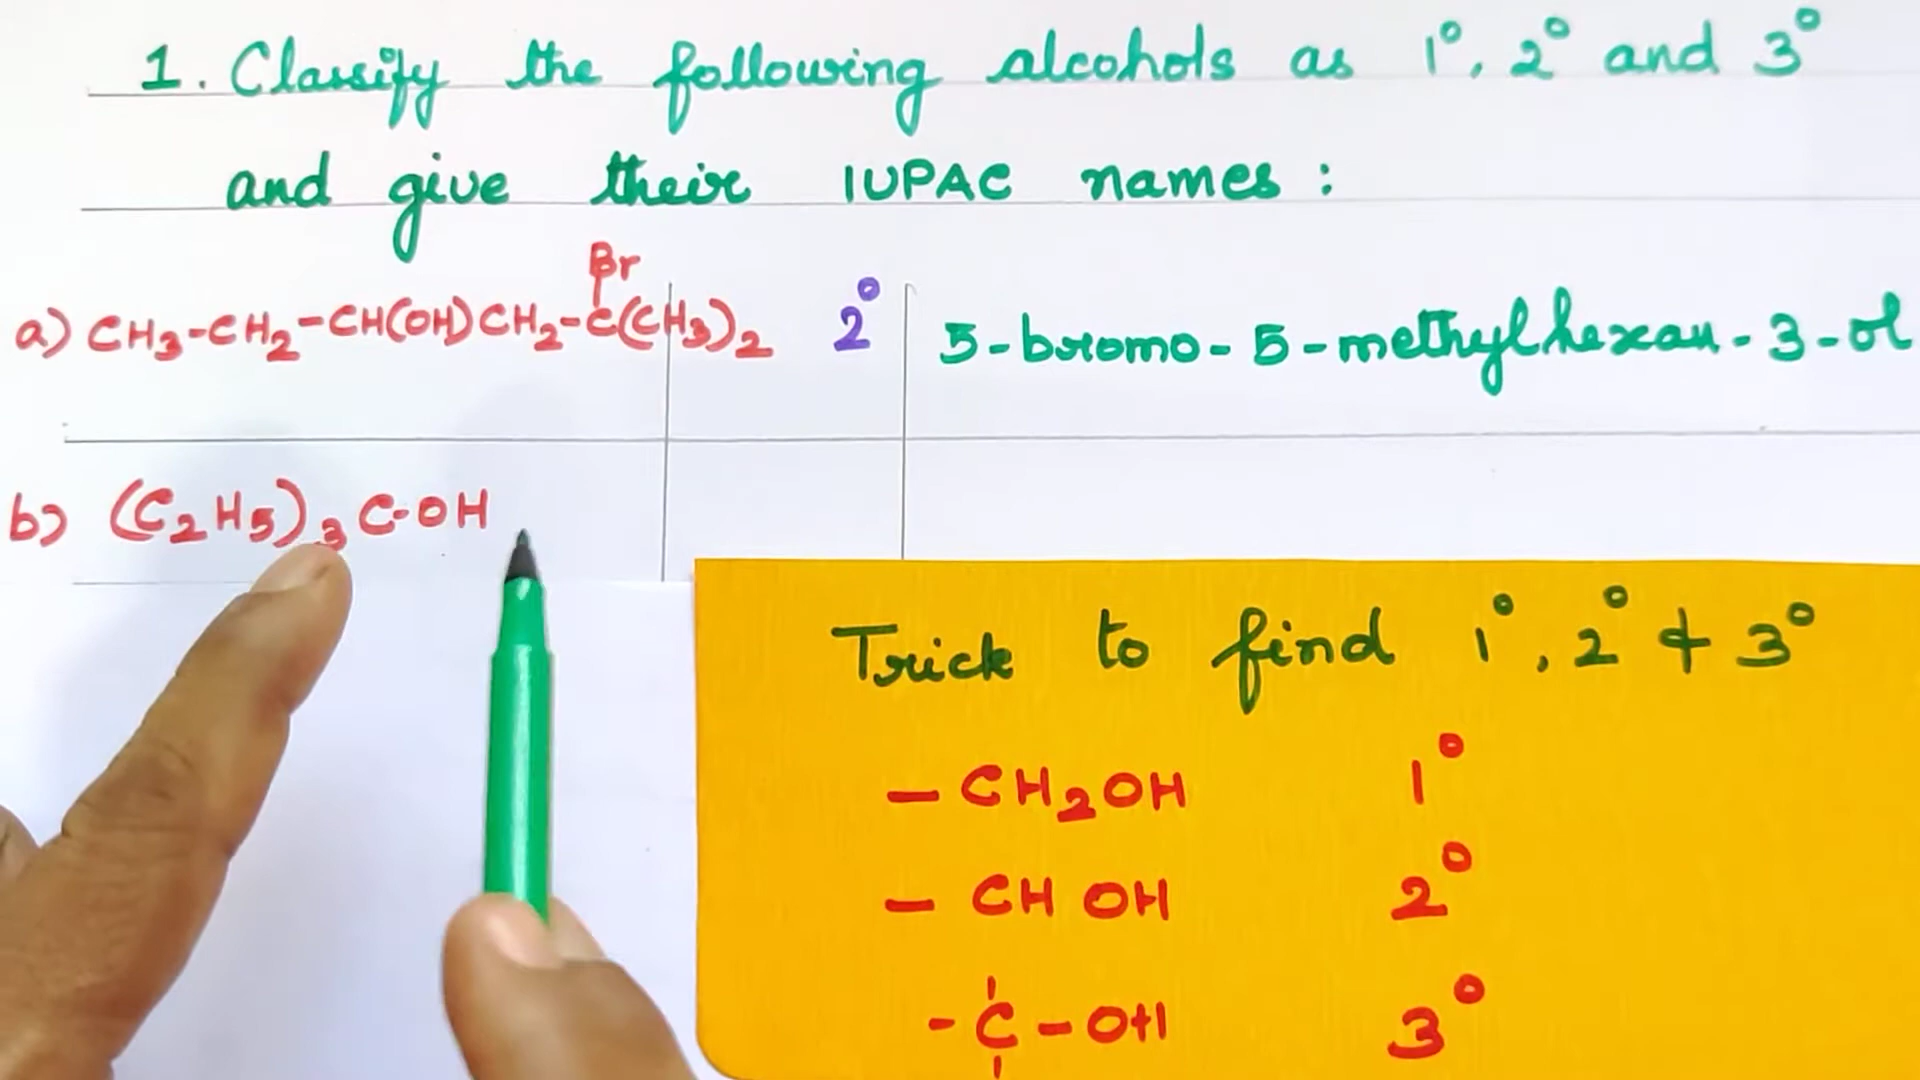 1. Classify the following alcohols as 1°, 2° and 3°
and give their IUPAC names :
Br
a) CH₃-CH₂-CH(OH)CH₂-C(CH₃)₂ 2° 5-bromo-5-methylhexan-3-ol
b) (C₂H₅)₃C-OH
Trick to find 1°, 2° & 3°
- CH₂OH 1°
- CH OH 2°
- C - OH 3°